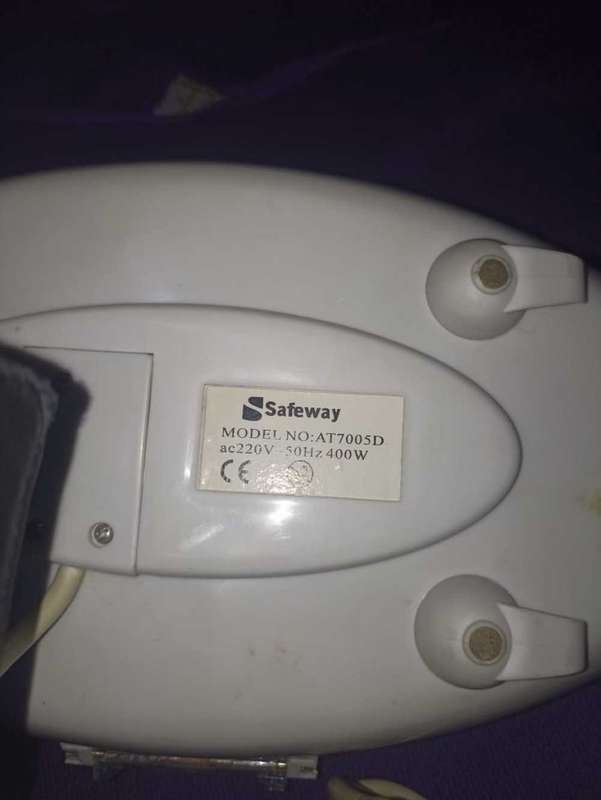 Safeway
MODEL NO:AT7005D
ac220V~50Hz 400W
CE